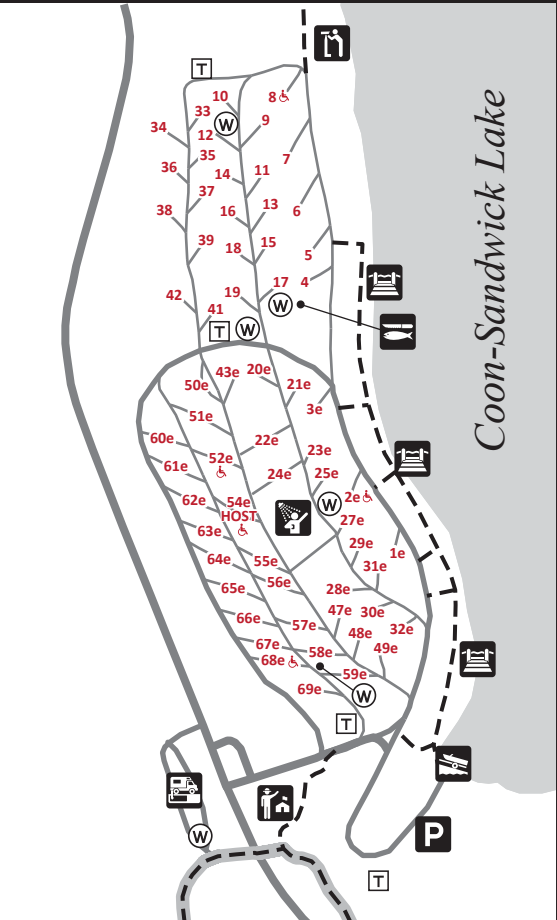 T
10
8
33
W
9
34
12
35
7
36
14
11
37
38
16
13
6
39
18
15
5
42
19
17
4
41
W
T
W
Coon-Sandwick Lake
43e
20e
50e
21e
51e
3e
60e
22e
52e
23e
61e
24e
25e
62e
54e
W
2e
HOST
27e
63e
29e
1e
64e
55e
31e
65e
56e
28e
47e
30e
66e
57e
48e
32e
67e
58e
49e
68e
59e
69e
W
T
W
P
T